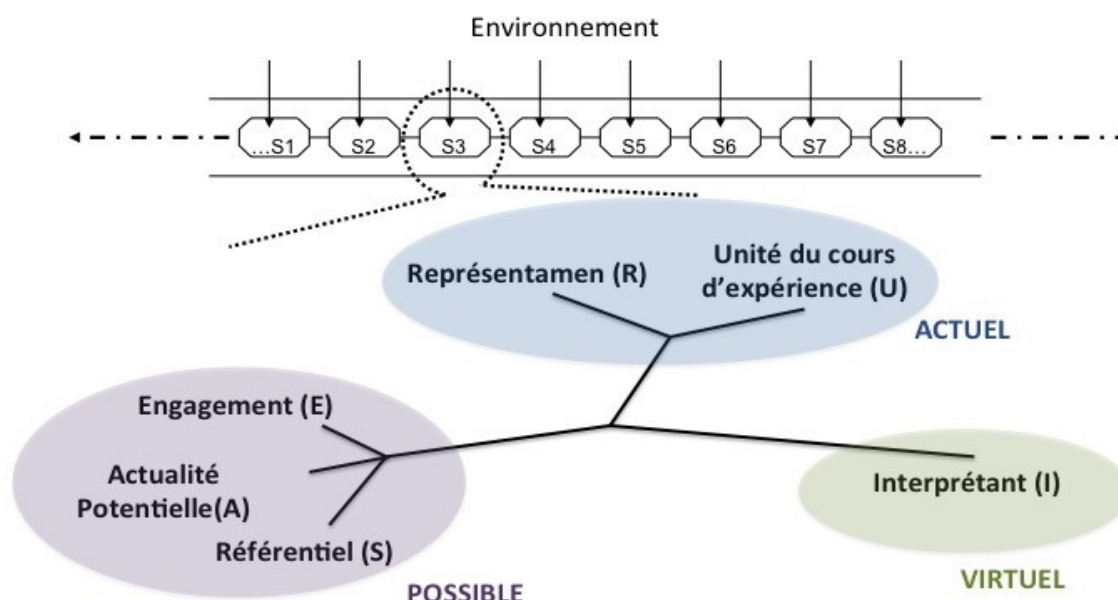 Environnement
...S1 S2 S3 S4 S5 S6 S7 S8...
Représentamen (R)
Unité du cours
d'expérience (U)
ACTUEL
Engagement (E)
Actualité
Potentielle(A)
Référentiel (S)
POSSIBLE
Interprétant (I)
VIRTUEL